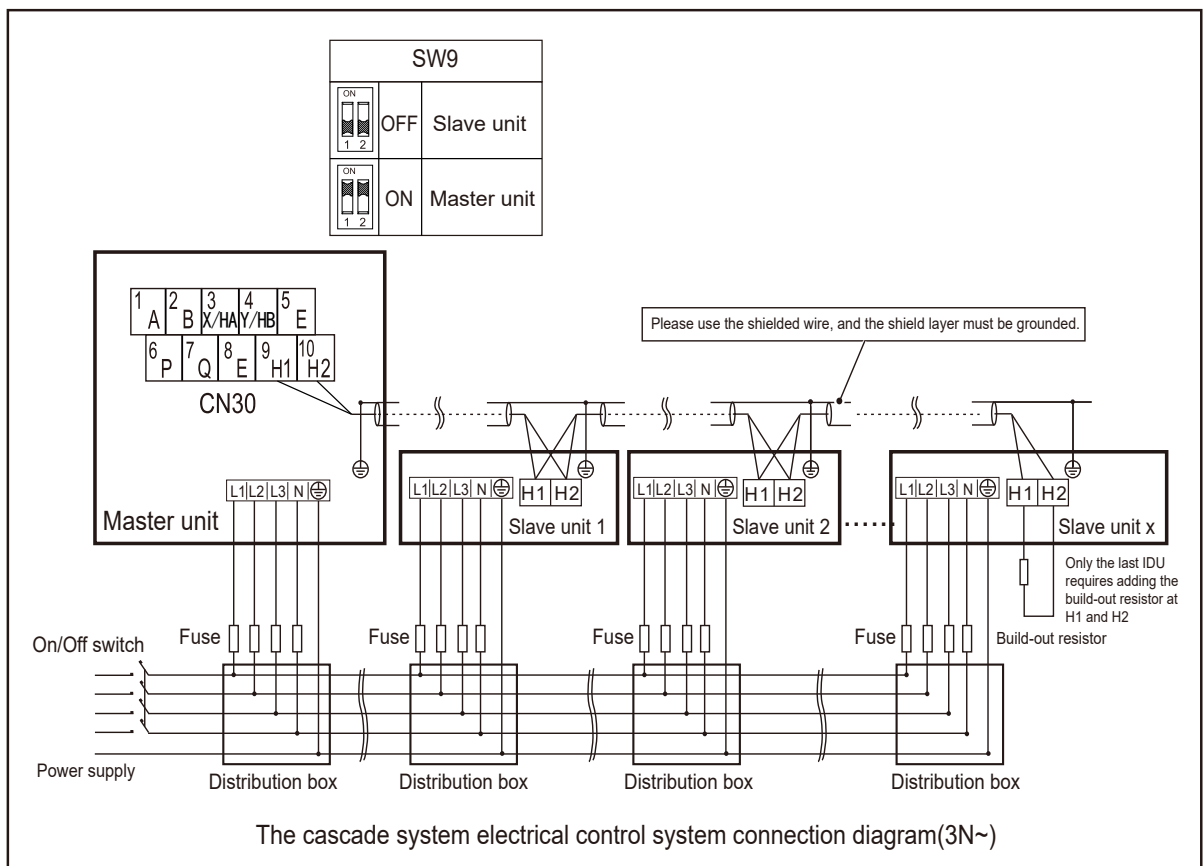 SW9
ON
1 2
OFF
Slave unit
ON
1 2
ON
Master unit
1 A
2 B
3 X/HA
4 Y/HB
5 E
6 P
7 Q
8 E
9 H1
10 H2
CN30
Please use the shielded wire, and the shield layer must be grounded.
L1 L2 L3 N
Master unit
L1 L2 L3 N
H1 H2
Slave unit 1
L1 L2 L3 N
H1 H2
Slave unit 2
L1 L2 L3 N
H1 H2
Slave unit x
Only the last IDU
requires adding the
build-out resistor at
H1 and H2
Build-out resistor
On/Off switch
Fuse
Fuse
Fuse
Fuse
Power supply
Distribution box
Distribution box
Distribution box
Distribution box
The cascade system electrical control system connection diagram(3N~)